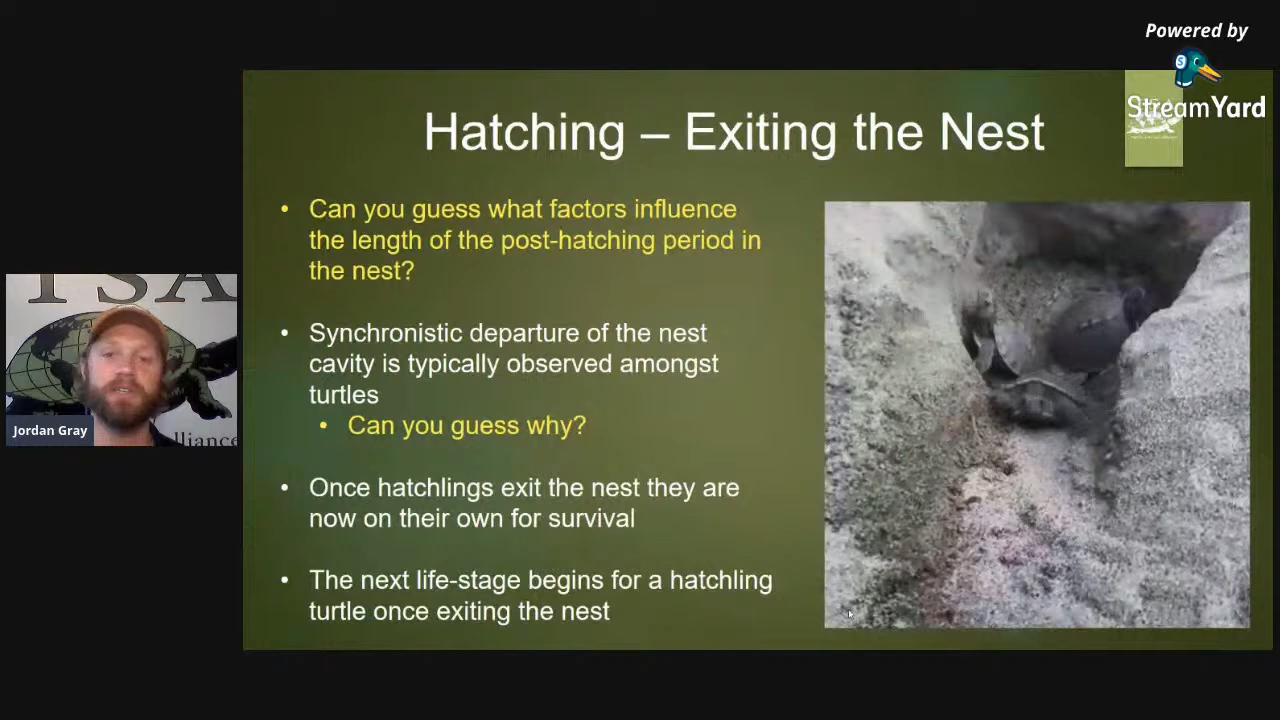 Powered by
StreamYard
Hatching – Exiting the Nest
• Can you guess what factors influence
the length of the post-hatching period in
the nest?
• Synchronistic departure of the nest
cavity is typically observed amongst
turtles
• Can you guess why?
• Once hatchlings exit the nest they are
now on their own for survival
• The next life-stage begins for a hatchling
turtle once exiting the nest
TSA
Jordan Gray
lliance